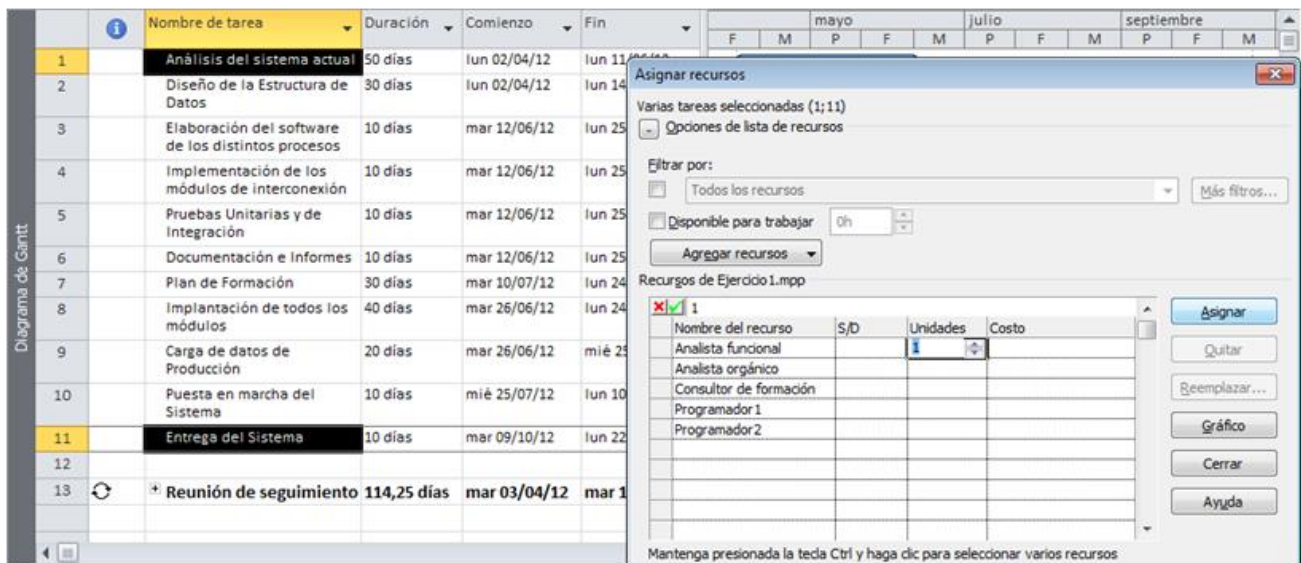 Nombre de tarea Duración Comienzo Fin mayo julio septiembre
F M P F M P F M P F M
1 Análisis del sistema actual 50 días lun 02/04/12 lun 11/06/12
2 Diseño de la Estructura de Datos 30 días lun 02/04/12 lun 14
3 Elaboración del software de los distintos procesos 10 días mar 12/06/12 lun 25
4 Implementación de los módulos de interconexión 10 días mar 12/06/12 lun 25
5 Pruebas Unitarias y de Integración 10 días mar 12/06/12 lun 25
6 Documentación e Informes 10 días mar 12/06/12 lun 25
7 Plan de Formación 30 días mar 10/07/12 lun 24
8 Implantación de todos los módulos 40 días mar 26/06/12 lun 24
9 Carga de datos de Producción 20 días mar 26/06/12 mié 25
10 Puesta en marcha del Sistema 10 días mié 25/07/12 lun 10
11 Entrega del Sistema 10 días mar 09/10/12 lun 22
12
13 Reunión de seguimiento 114,25 días mar 03/04/12 mar 1
Diagrama de Gantt
Asignar recursos
Varias tareas seleccionadas (1;11)
- Opciones de lista de recursos
Filtrar por:
Todos los recursos Más filtros...
Disponible para trabajar 0h
Agregar recursos
Recursos de Ejercicio1.mpp
1
Nombre del recurso S/D Unidades Costo
Analista funcional 1
Analista orgánico
Consultor de formación
Programador1
Programador2
Asignar
Quitar
Reemplazar...
Gráfico
Cerrar
Ayuda
Mantenga presionada la tecla Ctrl y haga clic para seleccionar varios recursos